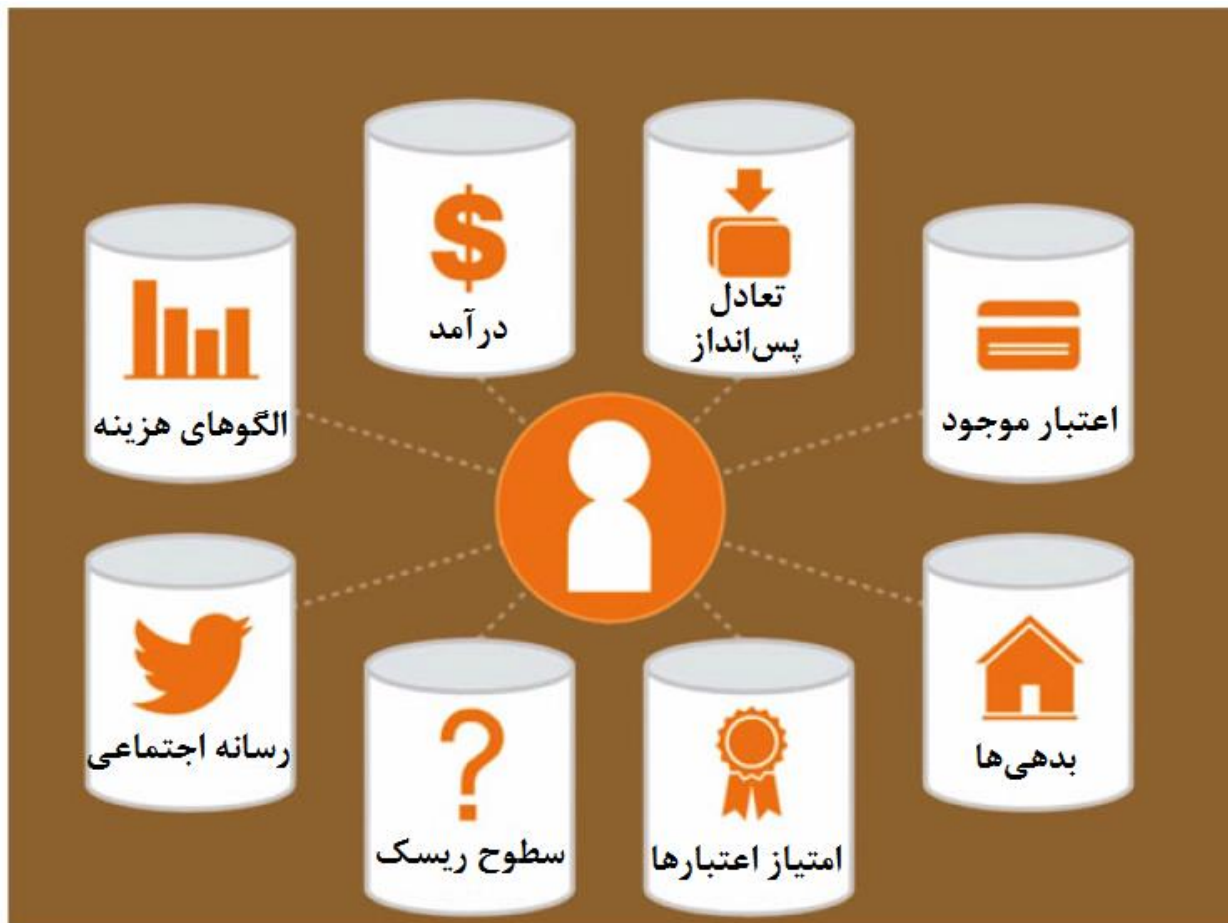 تعادل
پس‌انداز
درآمد
اعتبار موجود
الگوهای هزینه
بدهی‌ها
رسانه اجتماعی
امتیاز اعتبارها
سطوح ریسک